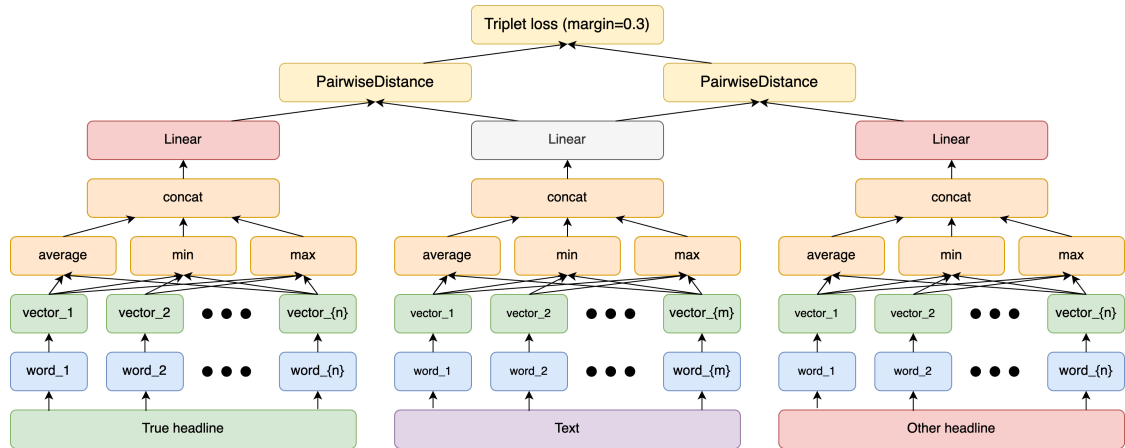 Triplet loss (margin=0.3)
PairwiseDistance
PairwiseDistance
Linear
Linear
Linear
concat
concat
concat
average
min
max
average
min
max
average
min
max
vector_1
vector_2
vector_{n}
vector_1
vector_2
vector_{m}
vector_1
vector_2
vector_{n}
word_1
word_2
word_{n}
word_1
word_2
word_{m}
word_1
word_2
word_{n}
True headline
Text
Other headline